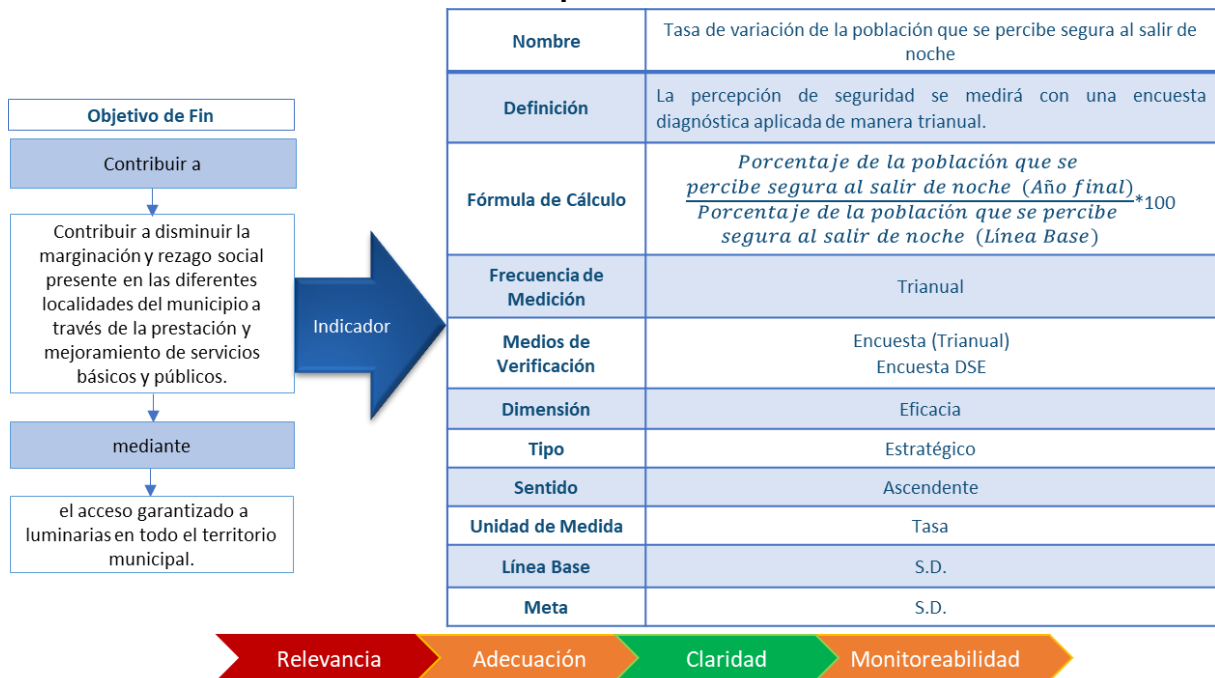 Objetivo de Fin
Contribuir a
Contribuir a disminuir la
marginación y rezago social
presente en las diferentes
localidades del municipio a
través de la prestación y
mejoramiento de servicios
básicos y públicos.
mediante
el acceso garantizado a
luminarias en todo el territorio
municipal.
Indicador
Nombre
Tasa de variación de la población que se percibe segura al salir de
noche
Definición
La percepción de seguridad se medirá con una encuesta
diagnóstica aplicada de manera trianual.
Fórmula de Cálculo
Porcentaje de la población que se
percibe segura al salir de noche (Año final)
Porcentaje de la población que se percibe
segura al salir de noche (Línea Base)
*100
Frecuencia de
Medición
Trianual
Medios de
Verificación
Encuesta (Trianual)
Encuesta DSE
Dimensión
Eficacia
Tipo
Estratégico
Sentido
Ascendente
Unidad de Medida
Tasa
Línea Base
S.D.
Meta
S.D.
Relevancia
Adecuación
Claridad
Monitoreabilidad